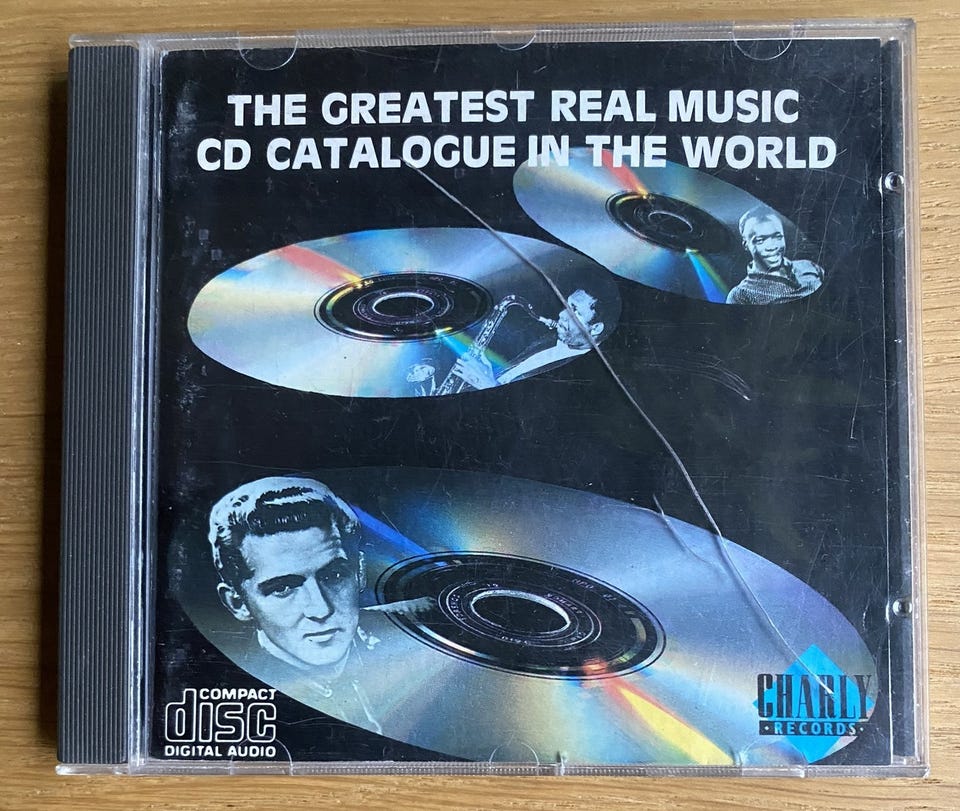 THE GREATEST REAL MUSIC
CD CATALOGUE IN THE WORLD
COMPACT
disc
DIGITAL AUDIO
CHARLY
·RECORDS·